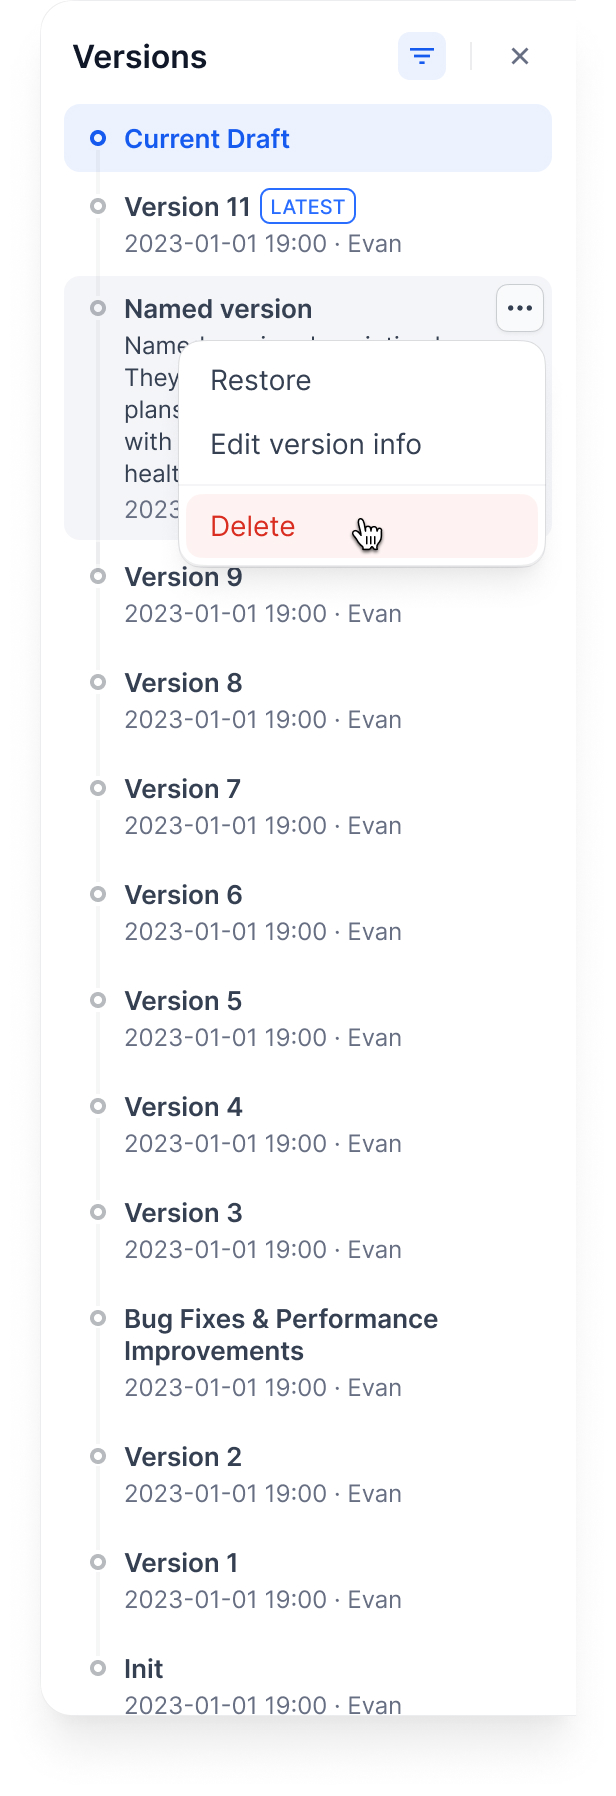 Versions
Current Draft
Version 11 LATEST
2023-01-01 19:00 · Evan
Named version
Name
They
plans
with
healt
2023
Restore
Edit version info
Delete
Version 9
2023-01-01 19:00 · Evan
Version 8
2023-01-01 19:00 · Evan
Version 7
2023-01-01 19:00 · Evan
Version 6
2023-01-01 19:00 · Evan
Version 5
2023-01-01 19:00 · Evan
Version 4
2023-01-01 19:00 · Evan
Version 3
2023-01-01 19:00 · Evan
Bug Fixes & Performance
Improvements
2023-01-01 19:00 · Evan
Version 2
2023-01-01 19:00 · Evan
Version 1
2023-01-01 19:00 · Evan
Init
2023-01-01 19:00 · Evan